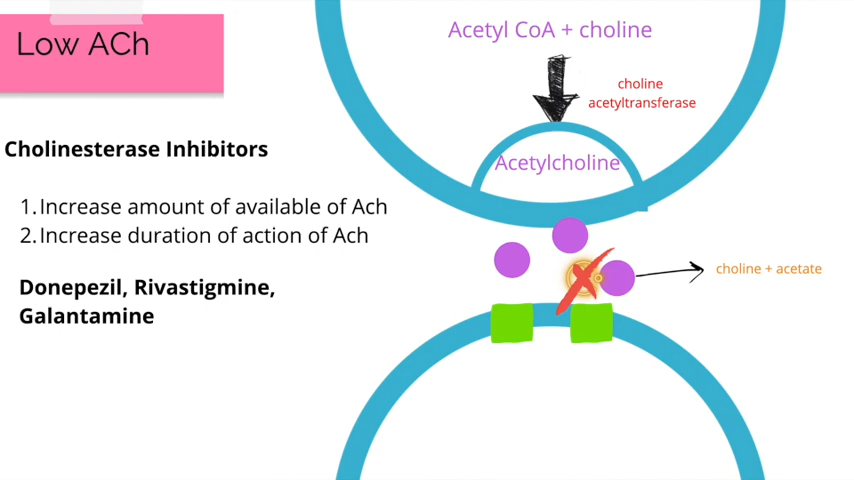 Low ACh
Acetyl CoA + choline
choline
acetyltransferase
Acetylcholine
Cholinesterase Inhibitors
1. Increase amount of available of Ach
2. Increase duration of action of Ach
choline + acetate
Donepezil, Rivastigmine,
Galantamine